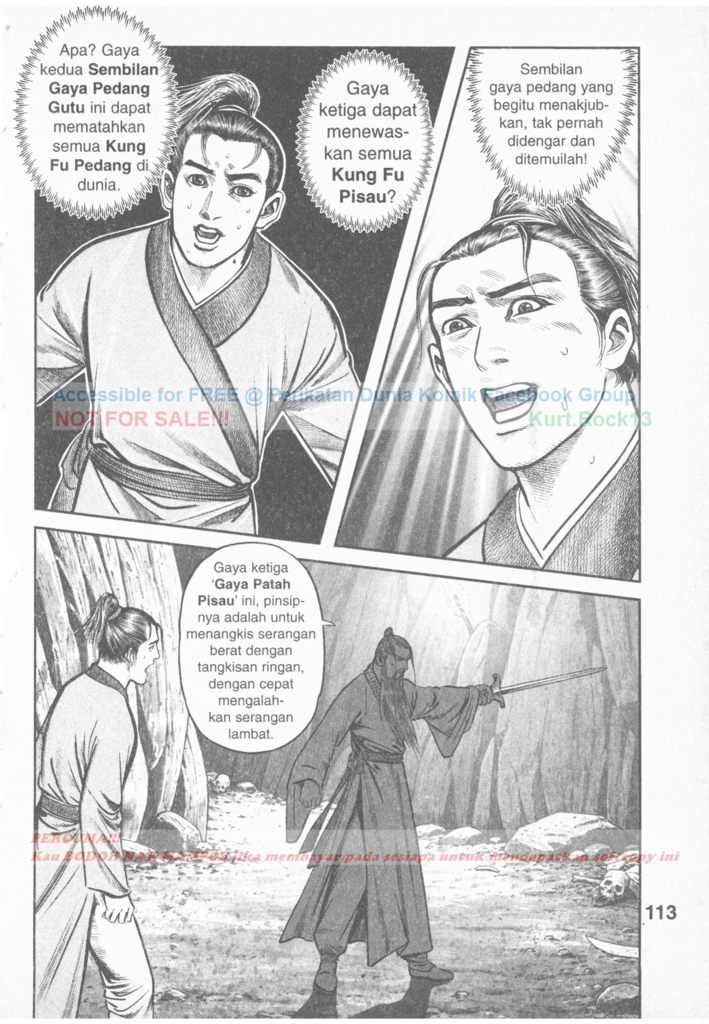 Apa? Gaya
kedua Sembilan
Gaya Pedang
Gutu ini dapat
mematahkan
semua Kung
Fu Pedang di
dunia.
Gaya
ketiga dapat
menewas-
kan semua
Kung Fu
Pisau?
Sembilan
gaya pedang yang
begitu menakjub-
kan, tak pernah
didengar dan
ditemuilah!
Accessible for FREE @ Perikatan Dunia Komik Facebook Group
NOT FOR SALE!!!
Kurt.Rock13
Gaya ketiga
'Gaya Patah
Pisau' ini, pinsip-
nya adalah untuk
menangkis serangan
berat dengan
tangkisan ringan,
dengan cepat
mengalah-
kan serangan
lambat.
PERCUMA!!
Kau BODOH NAK MAMPUS jika membayar pada sesiapa untuk mendapatkan softcopy ini
113